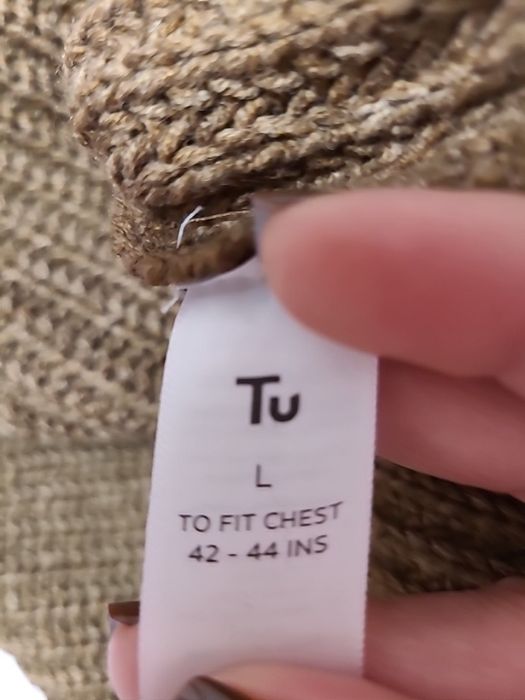 Tu
L
TO FIT CHEST
42 - 44 INS